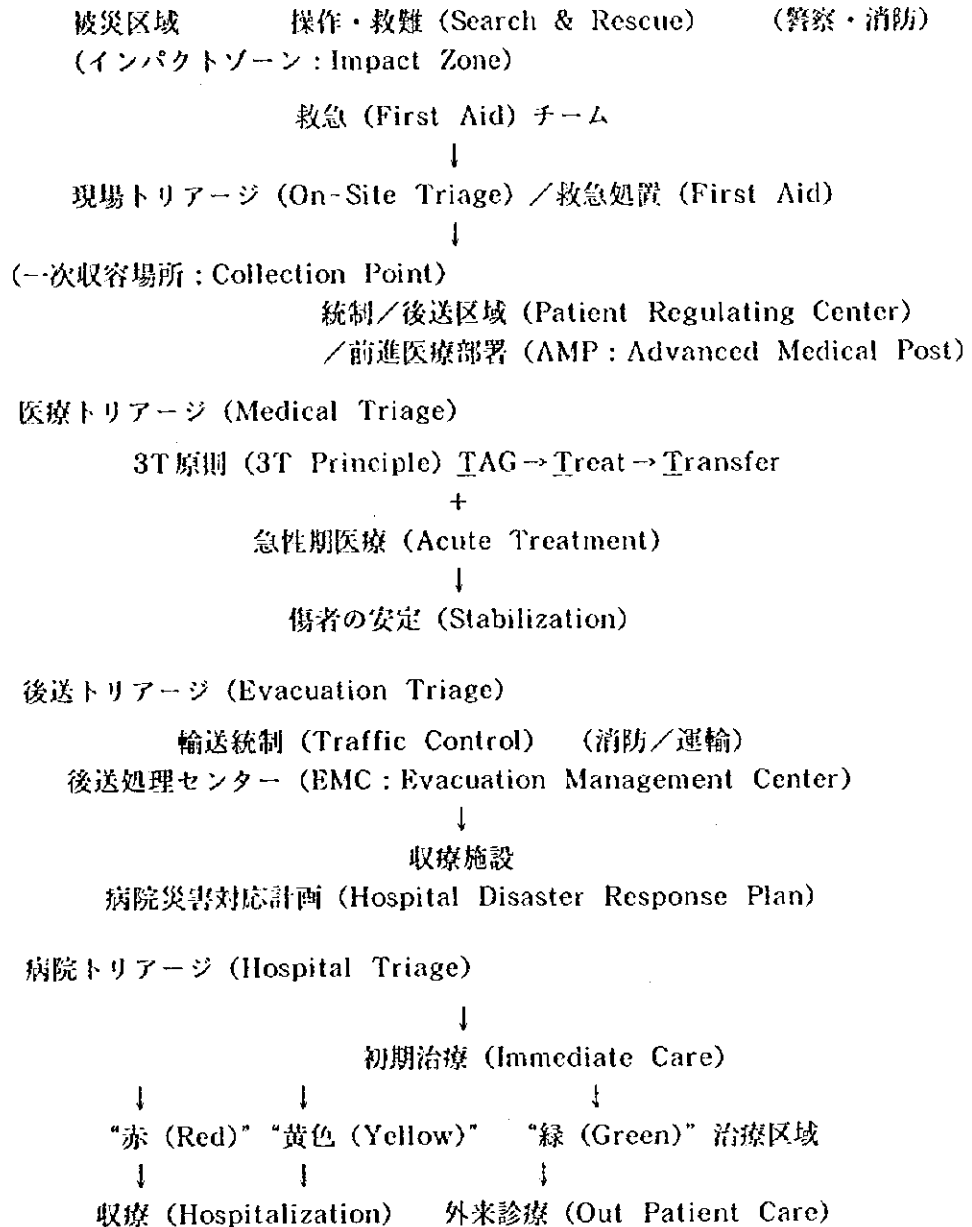 被災区域 操作・救難 (Search & Rescue) (警察・消防)
(インパクトゾーン : Impact Zone)
救急 (First Aid) チーム
↓
現場トリアージ (On-Site Triage) /救急処置 (First Aid)
↓
(一次収容場所 : Collection Point)
統制/後送区域 (Patient Regulating Center)
/前進医療部署 (AMP : Advanced Medical Post)
医療トリアージ (Medical Triage)
3T原則 (3T Principle) TAG→Treat→Transfer
+
急性期医療 (Acute Treatment)
↓
傷者の安定 (Stabilization)
後送トリアージ (Evacuation Triage)
輸送統制 (Traffic Control) (消防/運輸)
後送処理センター (EMC : Evacuation Management Center)
↓
収療施設
病院災害対応計画 (Hospital Disaster Response Plan)
病院トリアージ (Hospital Triage)
↓
初期治療 (Immediate Care)
↓ ↓ ↓
“赤 (Red)” “黄色 (Yellow)” “緑 (Green)” 治療区域
↓ ↓ ↓
収療 (Hospitalization) 外来診療 (Out Patient Care)